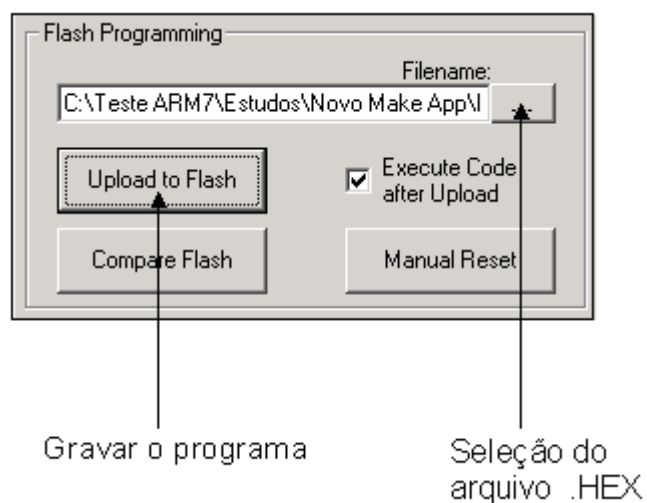 Flash Programming
Filename:
C:\Teste ARM7\Estudos\Novo Make App\
...
Upload to Flash
Execute Code
after Upload
Compare Flash
Manual Reset
Gravar o programa
Seleção do
arquivo .HEX